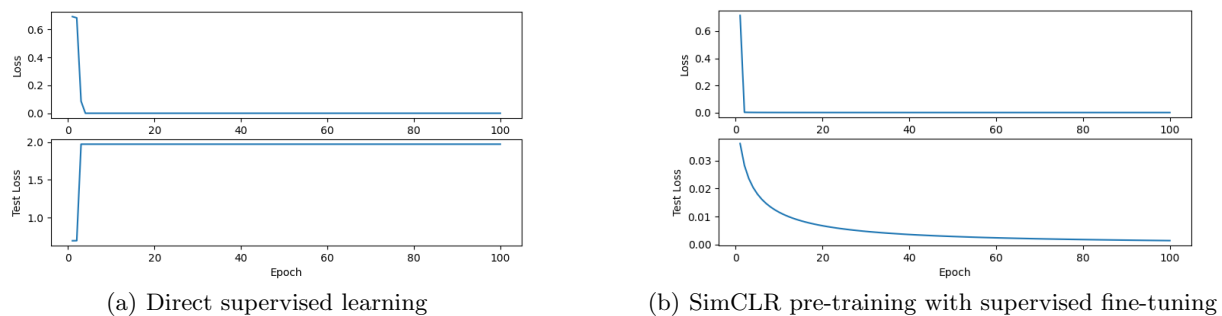 Loss
0.6
0.4
0.2
0.0
0 20 40 60 80 100
Test Loss
2.0
1.5
1.0
0 20 40 60 80 100
Epoch
(a) Direct supervised learning
Loss
0.6
0.4
0.2
0.0
0 20 40 60 80 100
Test Loss
0.03
0.02
0.01
0.00
0 20 40 60 80 100
Epoch
(b) SimCLR pre-training with supervised fine-tuning